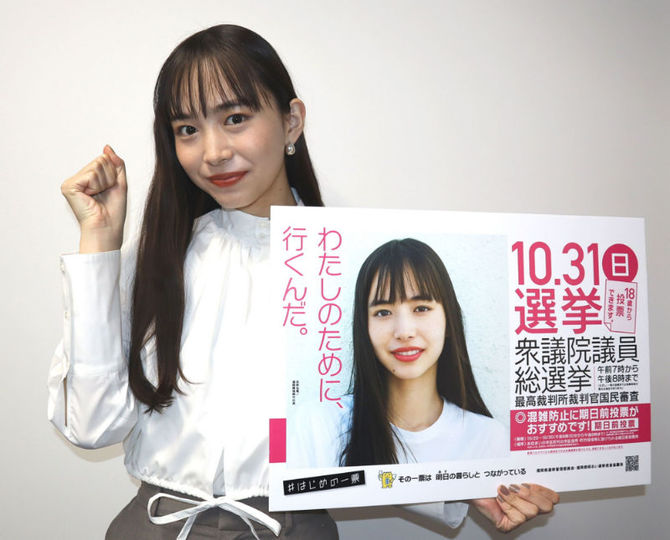 わたしのために、
行くんだ。
10.31 日
選挙
18歳から
投票
できます。
衆議院議員
総選挙
午前7時から
午後8時まで
最高裁判所裁判官国民審査
◎混雑防止に期日前投票が
おすすめです! 期日前投票
#はじめの一票
その一票は 明日の暮らしと つながっている